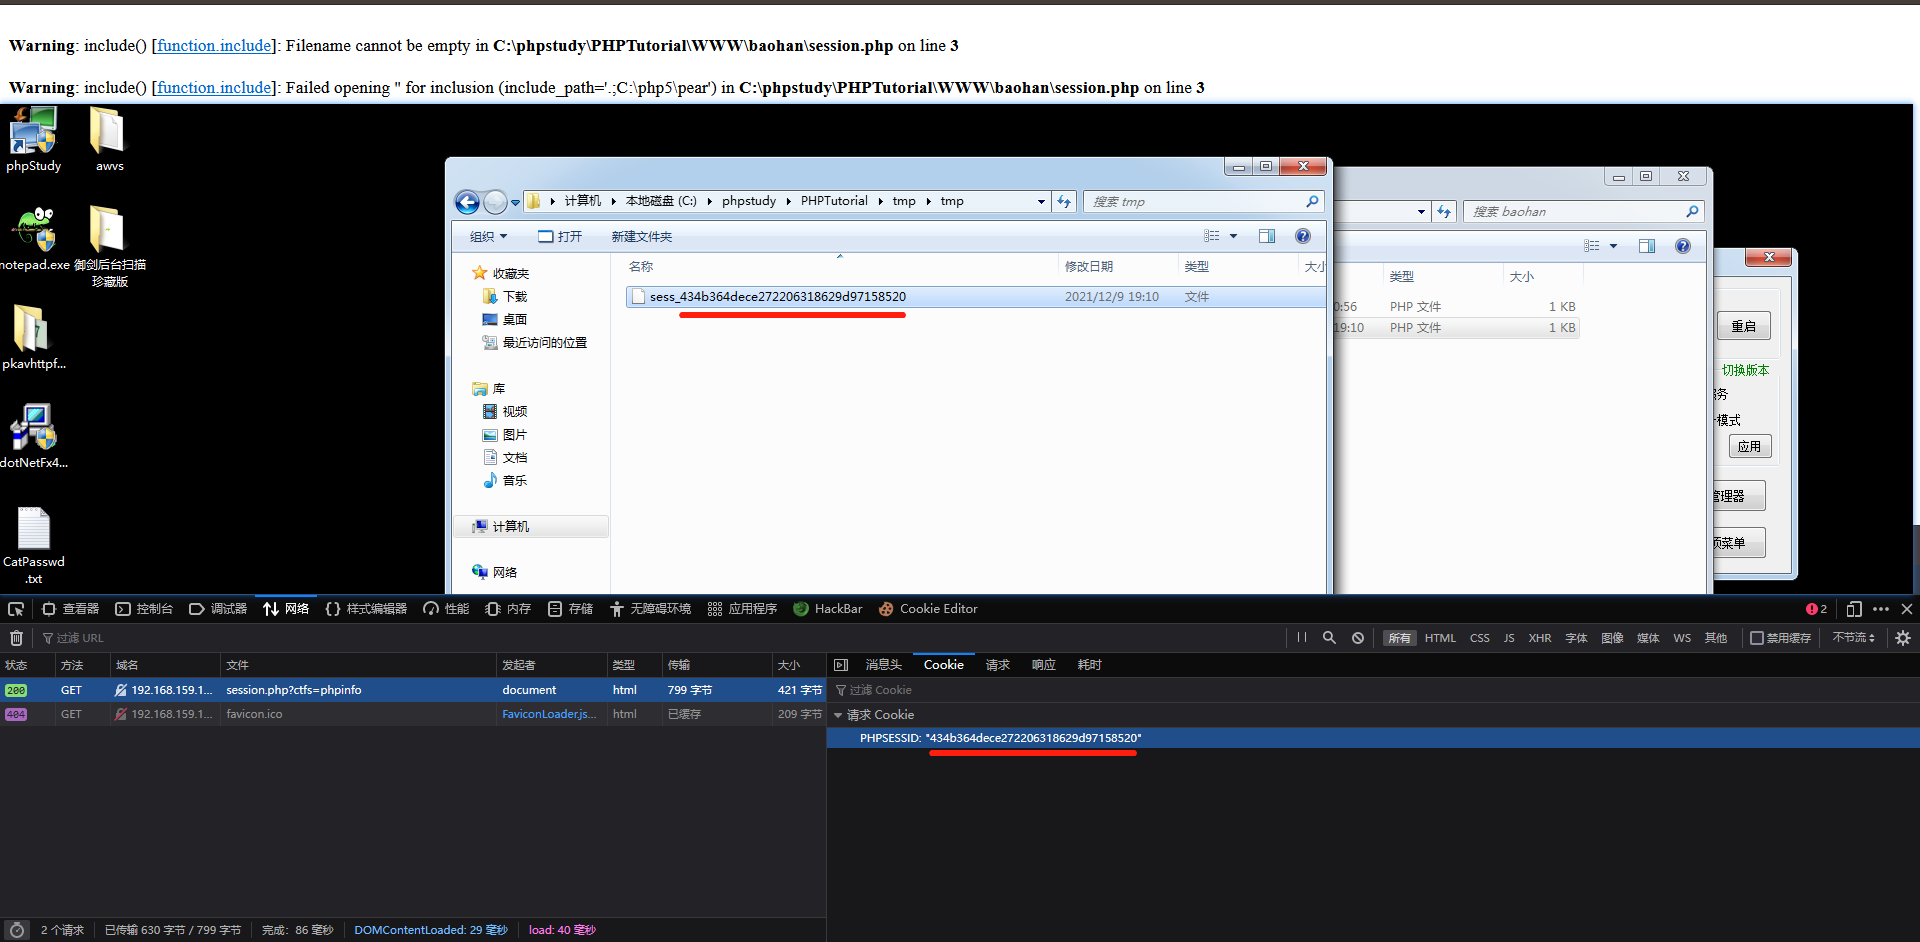 Warning: include() [function.include]: Filename cannot be empty in C:\phpstudy\PHPTutorial\WWW\baohan\session.php on line 3
Warning: include() [function.include]: Failed opening '' for inclusion (include_path='.;C:\php5\pear') in C:\phpstudy\PHPTutorial\WWW\baohan\session.php on line 3
phpStudy
awvs
notepad.exe
御剑后台扫描
珍藏版
pkavhttpf...
dotNetFx4...
CatPasswd
.txt
计算机 本地磁盘 (C:) phpstudy PHPTutorial tmp tmp
搜索 tmp
组织 打开 新建文件夹
收藏夹
下载
桌面
最近访问的位置
库
视频
图片
文档
音乐
计算机
网络
名称 修改日期 类型 大小
sess_434b364dece272206318629d97158520 2021/12/9 19:10 文件
搜索 baohan
类型 大小
0:56 PHP 文件 1 KB
19:10 PHP 文件 1 KB
重启
切换版本
务
模式
应用
管理器
项菜单
查看器 控制台 调试器 网络 {} 样式编辑器 性能 内存 存储 无障碍环境 应用程序 HackBar Cookie Editor 2
过滤 URL
所有 HTML CSS JS XHR 字体 图像 媒体 WS 其他 禁用缓存 不节流
状态 方法 域名 文件 发起者 类型 传输 大小
200 GET 192.168.159.1... session.php?ctfs=phpinfo document html 799 字节 421 字节
404 GET 192.168.159.1... favicon.ico FaviconLoader.js... html 已缓存 209 字节
消息头 Cookie 请求 响应 耗时
过滤 Cookie
请求 Cookie
PHPSESSID: "434b364dece272206318629d97158520"
2 个请求 已传输 630 字节 / 799 字节 完成: 86 毫秒 DOMContentLoaded: 29 毫秒 load: 40 毫秒